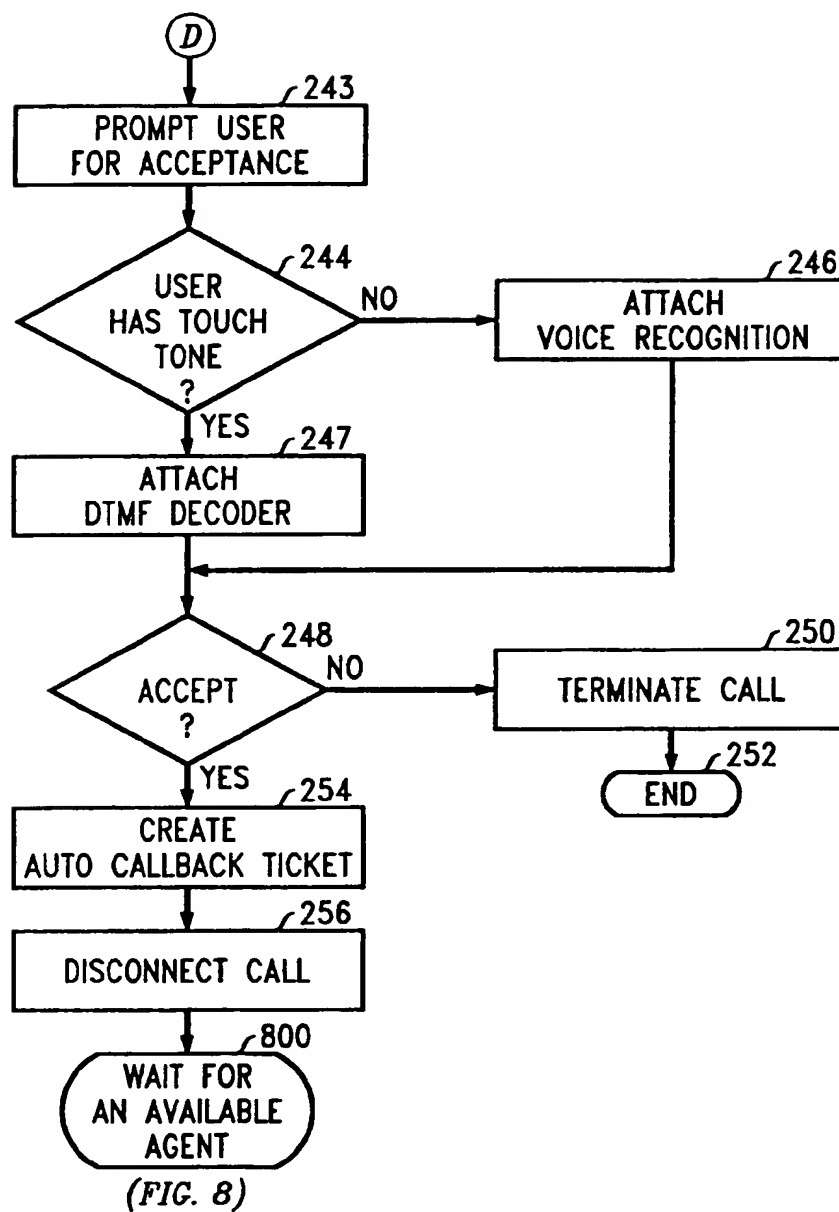 D
243
PROMPT USER
FOR ACCEPTANCE
244
USER
HAS TOUCH
TONE
?
NO
246
ATTACH
VOICE RECOGNITION
YES
247
ATTACH
DTMF DECODER
248
ACCEPT
?
NO
250
TERMINATE CALL
252
END
YES
254
CREATE
AUTO CALLBACK TICKET
256
DISCONNECT CALL
800
WAIT FOR
AN AVAILABLE
AGENT
(FIG. 8)